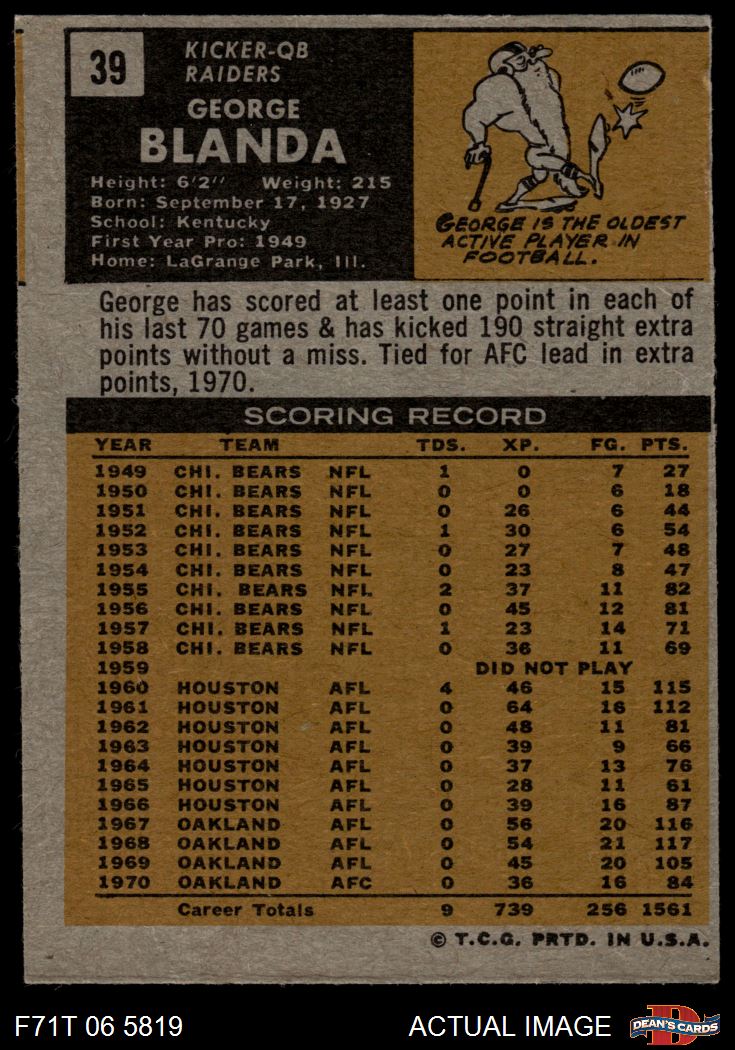 39
KICKER-QB
RAIDERS
GEORGE
BLANDA
Height: 6'2" Weight: 215
Born: September 17, 1927
School: Kentucky
First Year Pro: 1949
Home: LaGrange Park, Ill.
GEORGE IS THE OLDEST
ACTIVE PLAYER IN
FOOTBALL.
George has scored at least one point in each of
his last 70 games & has kicked 190 straight extra
points without a miss. Tied for AFC lead in extra
points, 1970.
SCORING RECORD
YEAR TEAM TDS. XP. FG. PTS.
1949 CHI. BEARS NFL 1 0 7 27
1950 CHI. BEARS NFL 0 0 6 18
1951 CHI. BEARS NFL 0 26 6 44
1952 CHI. BEARS NFL 1 30 6 54
1953 CHI. BEARS NFL 0 27 7 48
1954 CHI. BEARS NFL 0 23 8 47
1955 CHI. BEARS NFL 2 37 11 82
1956 CHI. BEARS NFL 0 45 12 81
1957 CHI. BEARS NFL 1 23 14 71
1958 CHI. BEARS NFL 0 36 11 69
1959 DID NOT PLAY
1960 HOUSTON AFL 4 46 15 115
1961 HOUSTON AFL 0 64 16 112
1962 HOUSTON AFL 0 48 11 81
1963 HOUSTON AFL 0 39 9 66
1964 HOUSTON AFL 0 37 13 76
1965 HOUSTON AFL 0 28 11 61
1966 HOUSTON AFL 0 39 16 87
1967 OAKLAND AFL 0 56 20 116
1968 OAKLAND AFL 0 54 21 117
1969 OAKLAND AFL 0 45 20 105
1970 OAKLAND AFC 0 36 16 84
Career Totals 9 739 256 1561
© T.C.G. PRTD. IN U.S.A.
F71T 06 5819 ACTUAL IMAGE
D
DEAN'S CARDS